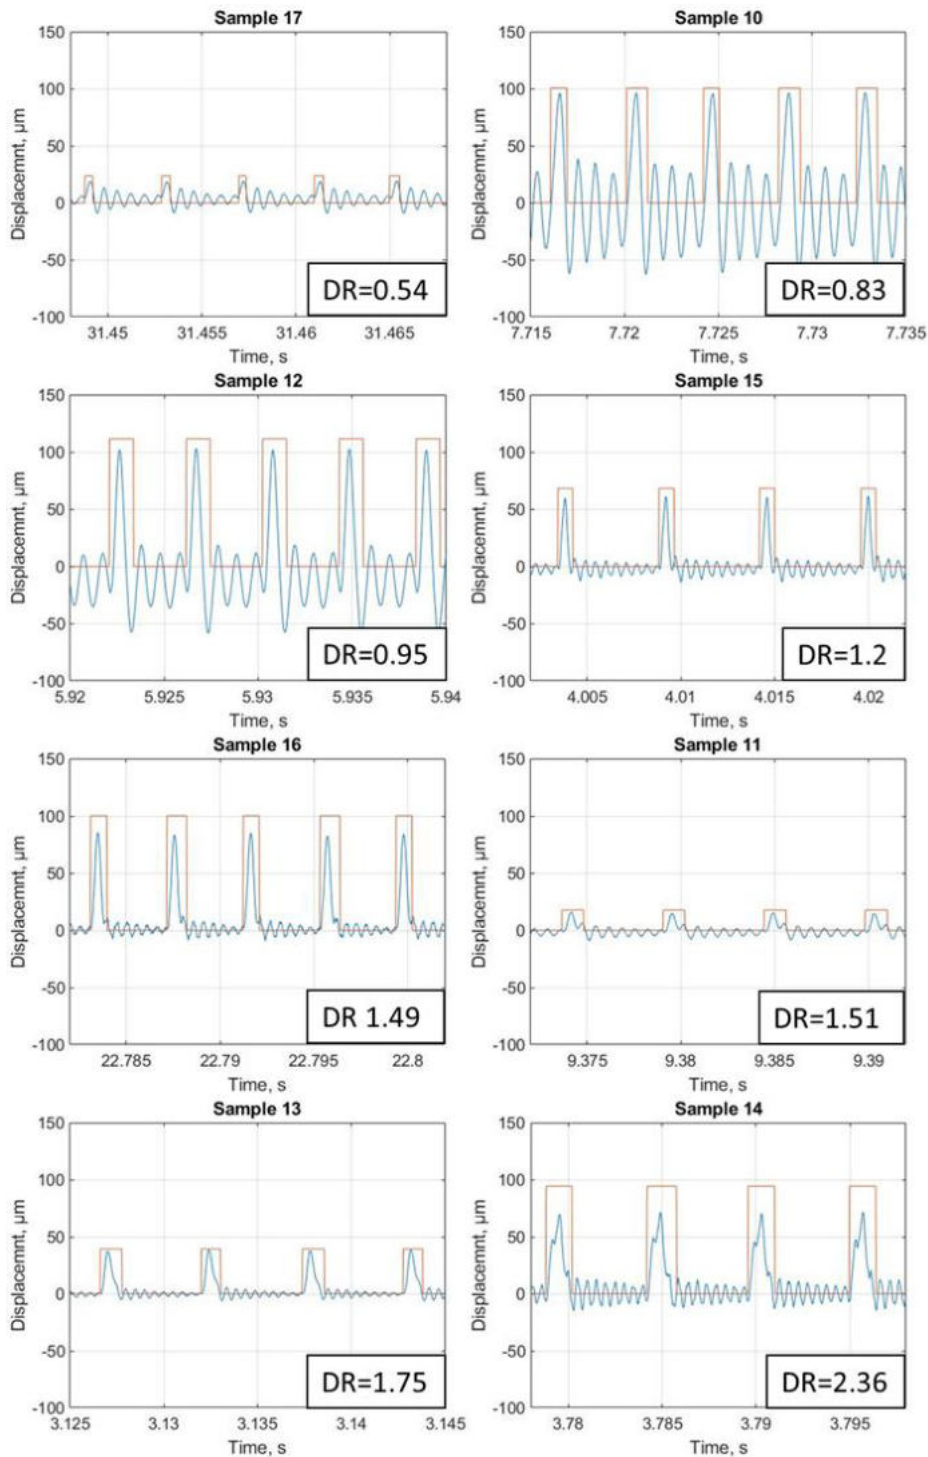 Sample 17
150
100
50
0
-50
-100
Displacemnt, µm
DR=0.54
31.45 31.455 31.46 31.465
Time, s
Sample 10
150
100
50
0
-50
-100
Displacemnt, µm
DR=0.83
7.715 7.72 7.725 7.73 7.735
Time, s
Sample 12
150
100
50
0
-50
-100
Displacemnt, µm
DR=0.95
5.92 5.925 5.93 5.935 5.94
Time, s
Sample 15
150
100
50
0
-50
-100
Displacemnt, µm
DR=1.2
4.005 4.01 4.015 4.02
Time, s
Sample 16
150
100
50
0
-50
-100
Displacemnt, µm
DR 1.49
22.785 22.79 22.795 22.8
Time, s
Sample 11
150
100
50
0
-50
-100
Displacemnt, µm
DR=1.51
9.375 9.38 9.385 9.39
Time, s
Sample 13
150
100
50
0
-50
-100
Displacemnt, µm
DR=1.75
3.125 3.13 3.135 3.14 3.145
Time, s
Sample 14
150
100
50
0
-50
-100
Displacemnt, µm
DR=2.36
3.78 3.785 3.79 3.795
Time, s